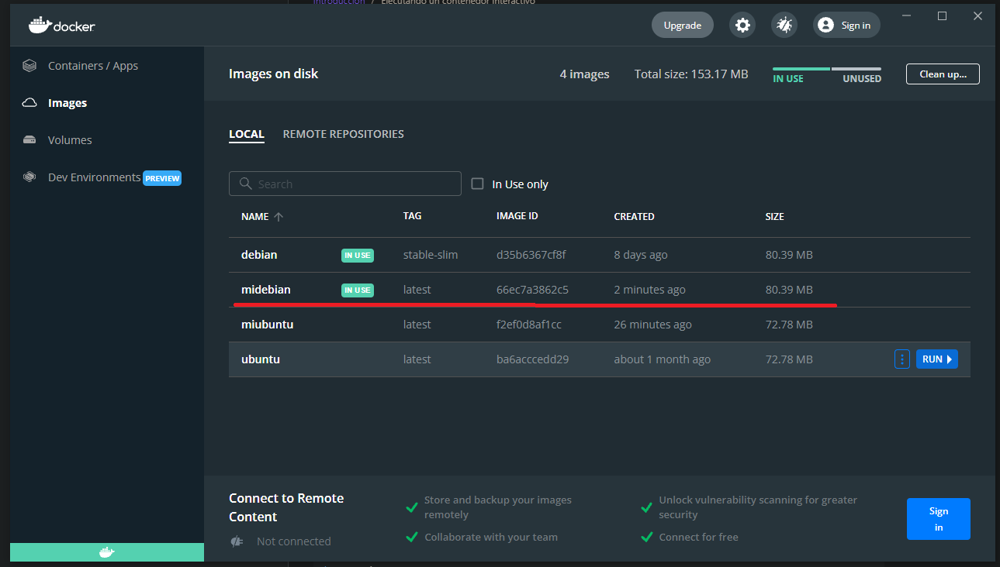 Introducción / Ejecutando un contenedor interactivo
docker
Upgrade
Sign in
Containers / Apps
Images
Volumes
Dev Environments PREVIEW
Images on disk
4 images
Total size: 153.17 MB
IN USE
UNUSED
Clean up...
LOCAL
REMOTE REPOSITORIES
Search
In Use only
NAME TAG IMAGE ID CREATED SIZE
debian IN USE stable-slim d35b6367cf8f 8 days ago 80.39 MB
midebian IN USE latest 66ec7a3862c5 2 minutes ago 80.39 MB
miubuntu latest f2ef0d8af1cc 26 minutes ago 72.78 MB
ubuntu latest ba6acccedd29 about 1 month ago 72.78 MB RUN
Connect to Remote
Content
Not connected
Store and backup your images
remotely
Collaborate with your team
Unlock vulnerability scanning for greater
security
Connect for free
Sign
in